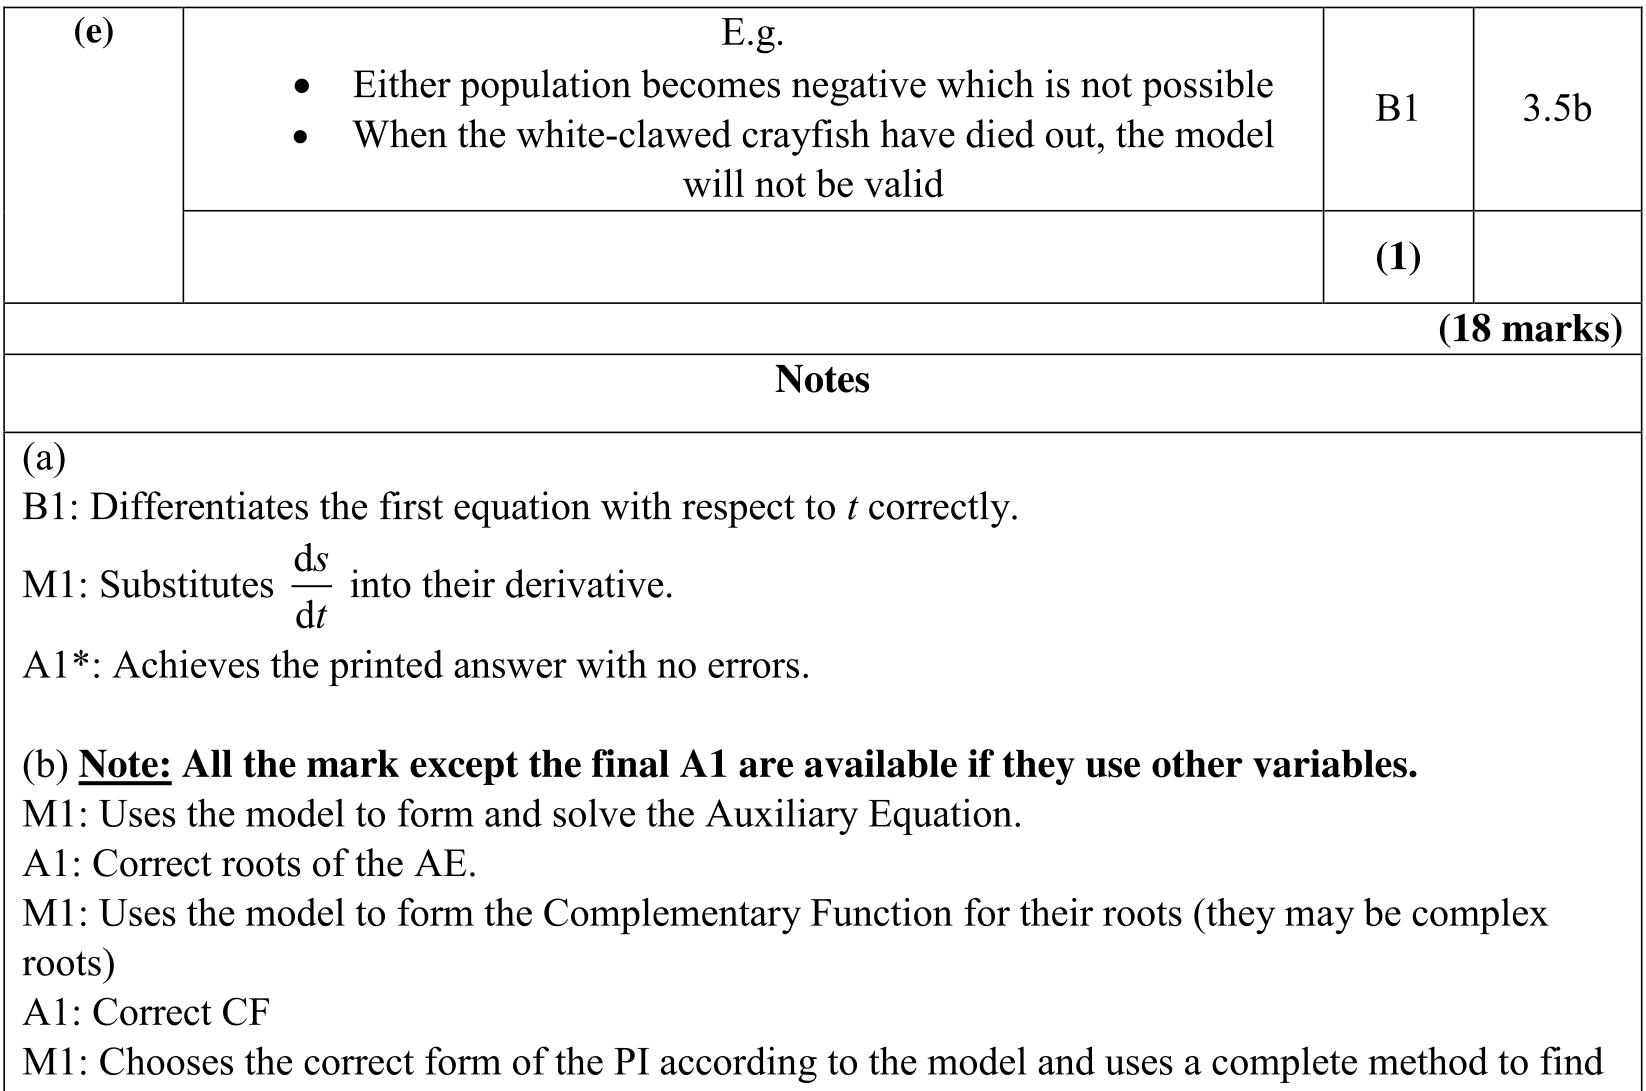 (e)
E.g.
• Either population becomes negative which is not possible
• When the white-clawed crayfish have died out, the model
will not be valid
B1
3.5b
(1)
(18 marks)
Notes
(a)
B1: Differentiates the first equation with respect to t correctly.
M1: Substitutes ds/dt into their derivative.
A1*: Achieves the printed answer with no errors.
(b) Note: All the mark except the final A1 are available if they use other variables.
M1: Uses the model to form and solve the Auxiliary Equation.
A1: Correct roots of the AE.
M1: Uses the model to form the Complementary Function for their roots (they may be complex
roots)
A1: Correct CF
M1: Chooses the correct form of the PI according to the model and uses a complete method to find